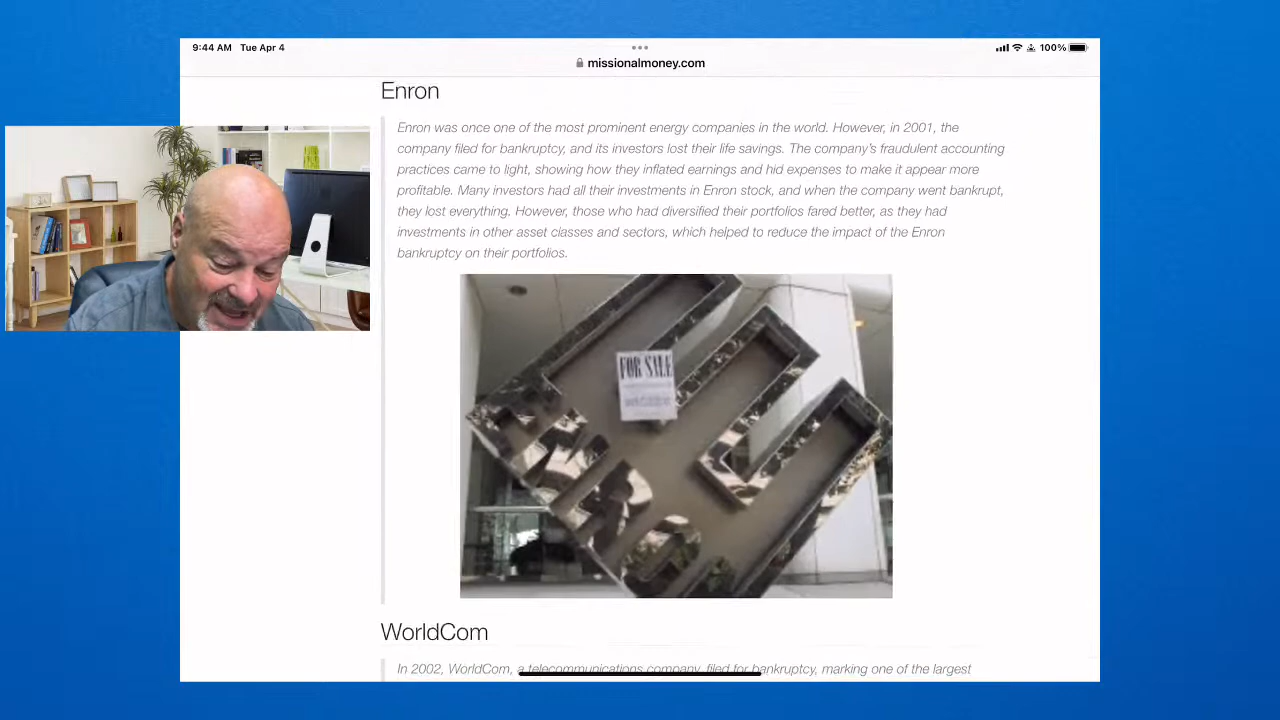 9:44 AM Tue Apr 4
100%
missionalmoney.com
Enron
Enron was once one of the most prominent energy companies in the world. However, in 2001, the
company filed for bankruptcy, and its investors lost their life savings. The company's fraudulent accounting
practices came to light, showing how they inflated earnings and hid expenses to make it appear more
profitable. Many investors had all their investments in Enron stock, and when the company went bankrupt,
they lost everything. However, those who had diversified their portfolios fared better, as they had
investments in other asset classes and sectors, which helped to reduce the impact of the Enron
bankruptcy on their portfolios.
FOR SALE
WorldCom
In 2002, WorldCom, a telecommunications company, filed for bankruptcy, marking one of the largest